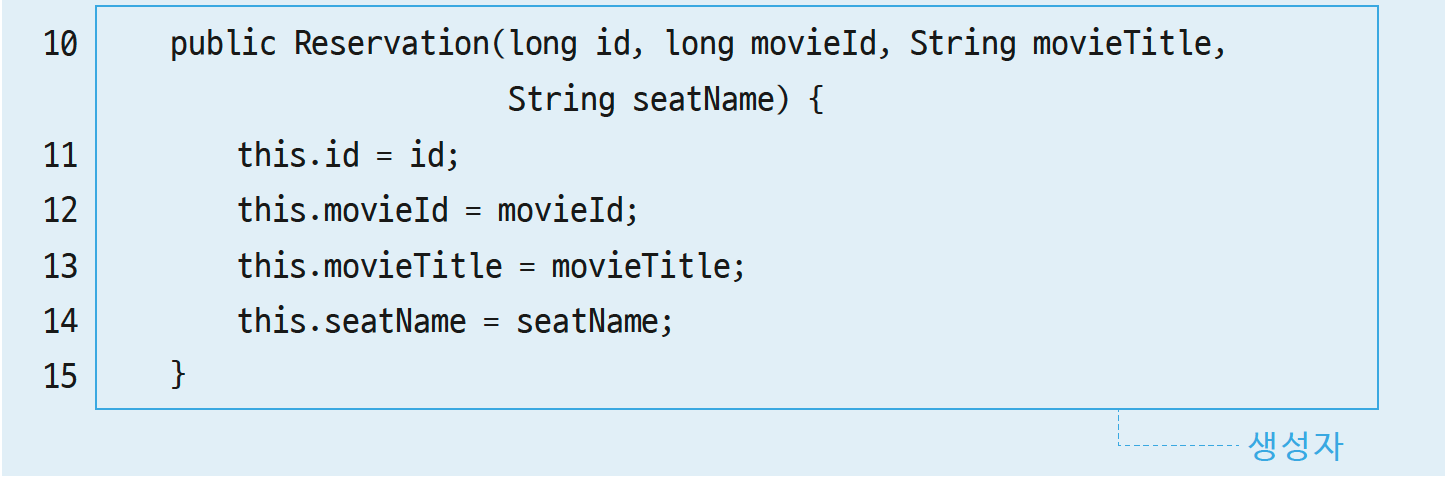 10 public Reservation(long id, long movieId, String movieTitle,
String seatName) {
11 this.id = id;
12 this.movieId = movieId;
13 this.movieTitle = movieTitle;
14 this.seatName = seatName;
15 }
생성자